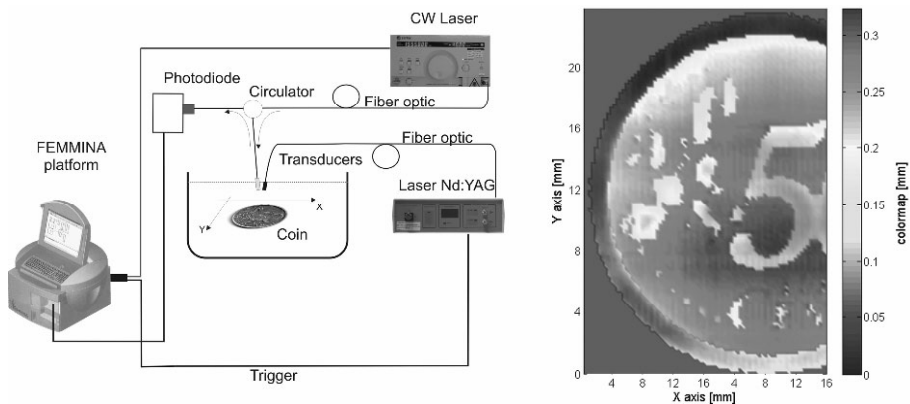 CW Laser
Photodiode
Circulator
Fiber optic
FEMMINA
platform
Fiber optic
Transducers
Laser Nd:YAG
X
Y
Coin
Trigger
Y axis [mm]
20
16
12
8
4
0
4 8 12 16 4 8 12 16
X axis [mm]
5
0.3
0.25
0.2
0.15
0.1
0.05
0
colormap [mm]